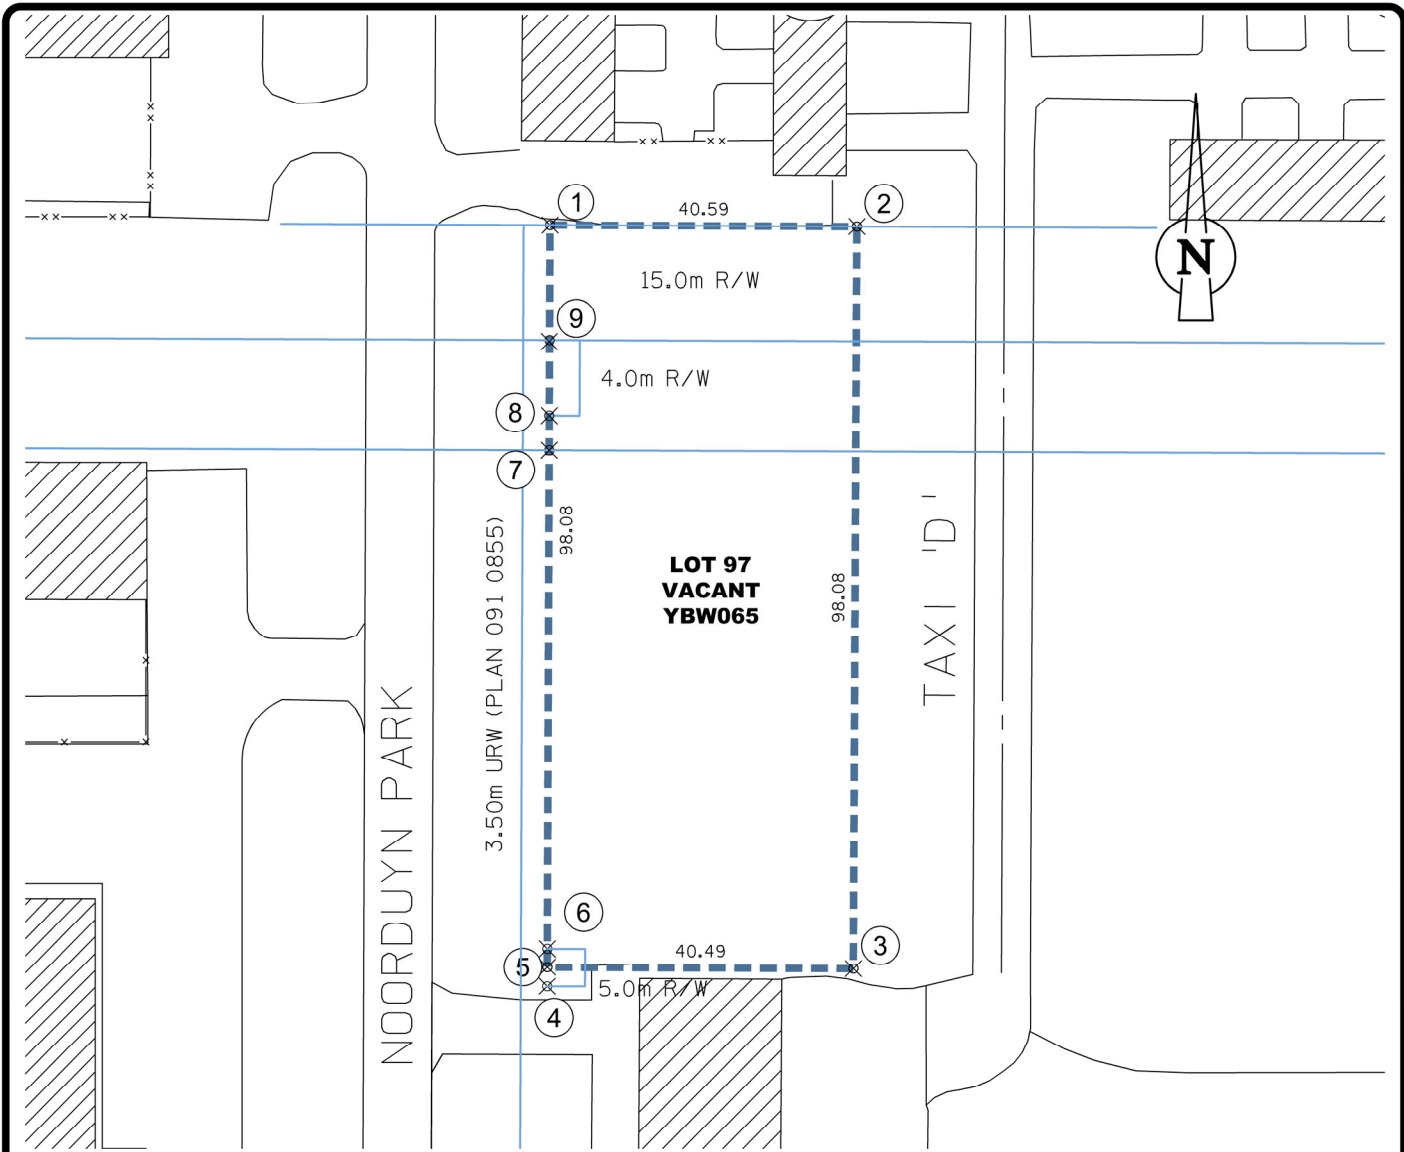 1
40.59
2
N
15.0m R/W
9
4.0m R/W
8
7
98.08
3.50m URW (PLAN 091 0855)
LOT 97
VACANT
YBW065
98.08
TAXI 'D'
NOORDUYN PARK
6
5
40.49
3
5.0m R/W
4